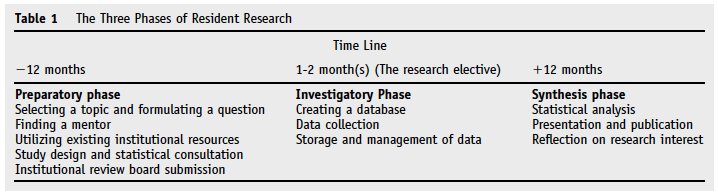 Table 1 The Three Phases of Resident Research
Time Line
−12 months 1-2 month(s) (The research elective) +12 months
Preparatory phase Investigatory Phase Synthesis phase
Selecting a topic and formulating a question Creating a database Statistical analysis
Finding a mentor Data collection Presentation and publication
Utilizing existing institutional resources Storage and management of data Reflection on research interest
Study design and statistical consultation
Institutional review board submission